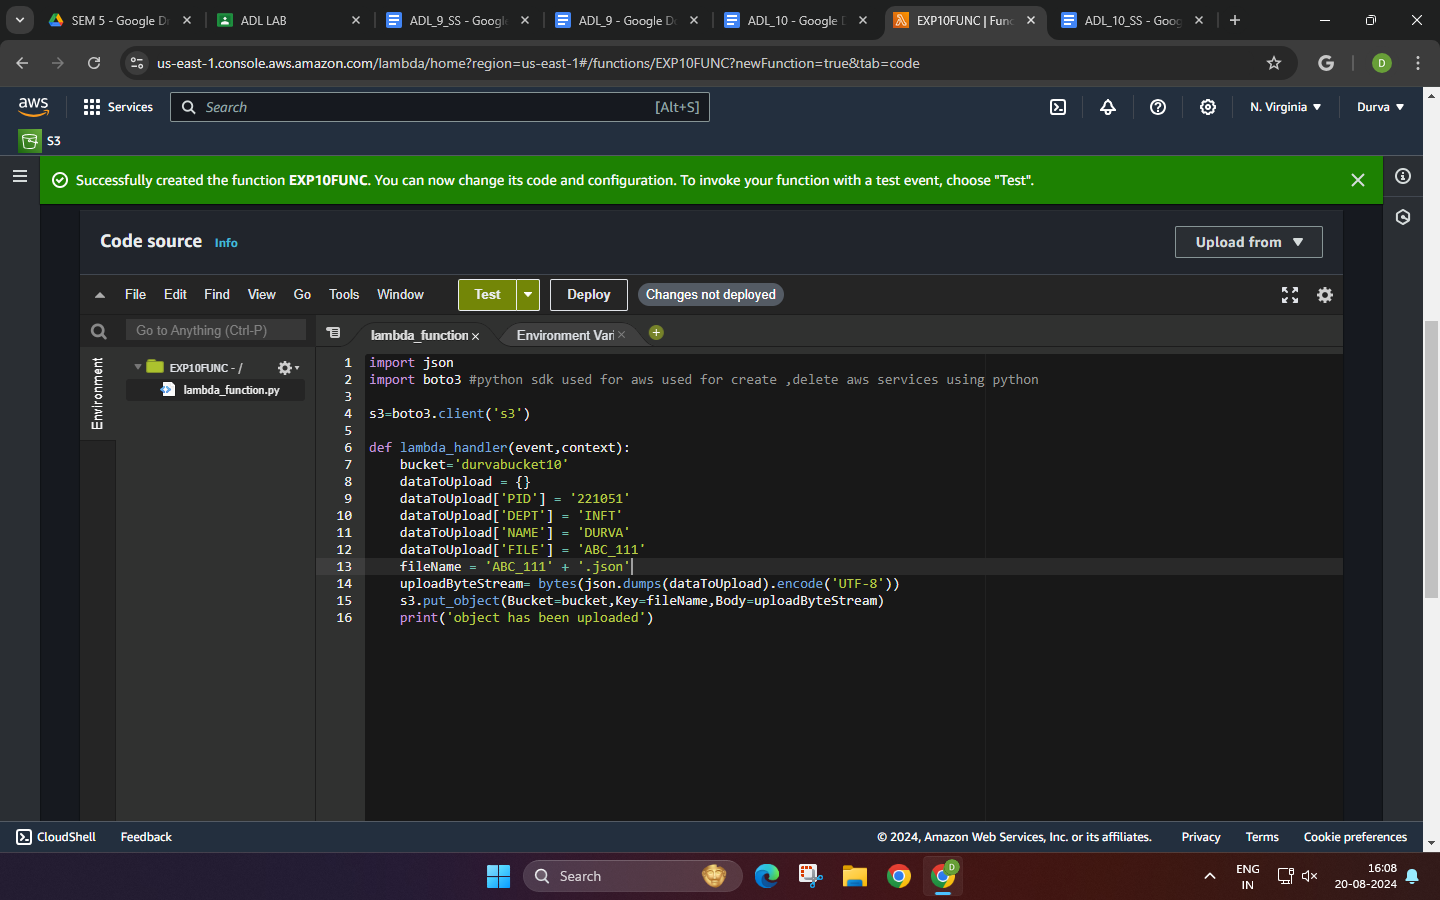 SEM 5 - Google Dr
ADL LAB
ADL_9_SS - Google
ADL_9 - Google Do
ADL_10 - Google D
EXP10FUNC | Func
ADL_10_SS - Goog
us-east-1.console.aws.amazon.com/lambda/home?region=us-east-1#/functions/EXP10FUNC?newFunction=true&tab=code
G
D
aws
Services
Search
[Alt+S]
N. Virginia
Durva
S3
Successfully created the function EXP10FUNC. You can now change its code and configuration. To invoke your function with a test event, choose "Test".
Code source Info
Upload from
File Edit Find View Go Tools Window
Test
Deploy
Changes not deployed
Go to Anything (Ctrl-P)
lambda_function
Environment Vari
Environment
EXP10FUNC - /
lambda_function.py
1 import json
2 import boto3 #python sdk used for aws used for create ,delete aws services using python
3
4 s3=boto3.client('s3')
5
6 def lambda_handler(event,context):
7 bucket='durvabucket10'
8 dataToUpload = {}
9 dataToUpload['PID'] = '221051'
10 dataToUpload['DEPT'] = 'INFT'
11 dataToUpload['NAME'] = 'DURVA'
12 dataToUpload['FILE'] = 'ABC_111'
13 fileName = 'ABC_111' + '.json'
14 uploadByteStream= bytes(json.dumps(dataToUpload).encode('UTF-8'))
15 s3.put_object(Bucket=bucket,Key=fileName,Body=uploadByteStream)
16 print('object has been uploaded')
CloudShell
Feedback
© 2024, Amazon Web Services, Inc. or its affiliates.
Privacy
Terms
Cookie preferences
Search
D
ENG
IN
16:08
20-08-2024